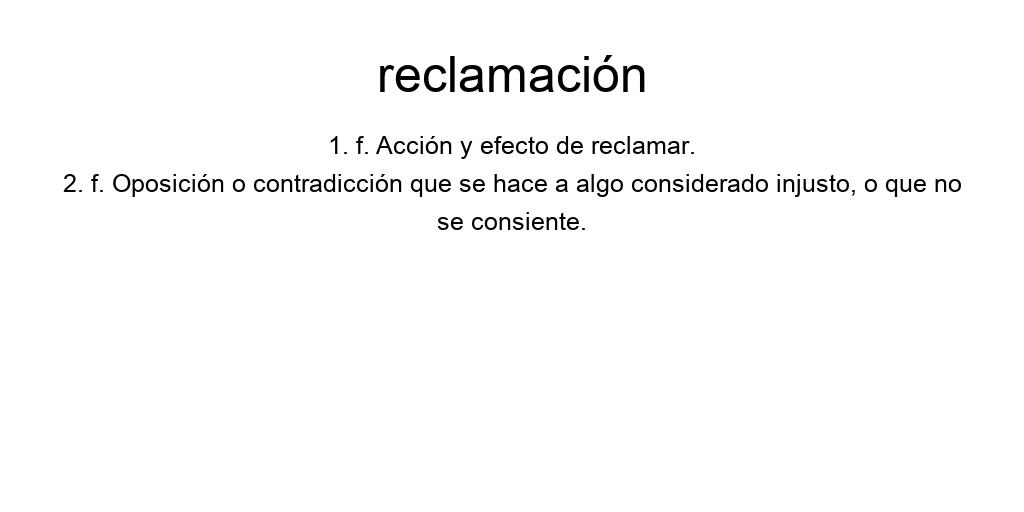 reclamación
1. f. Acción y efecto de reclamar.
2. f. Oposición o contradicción que se hace a algo considerado injusto, o que no
se consiente.